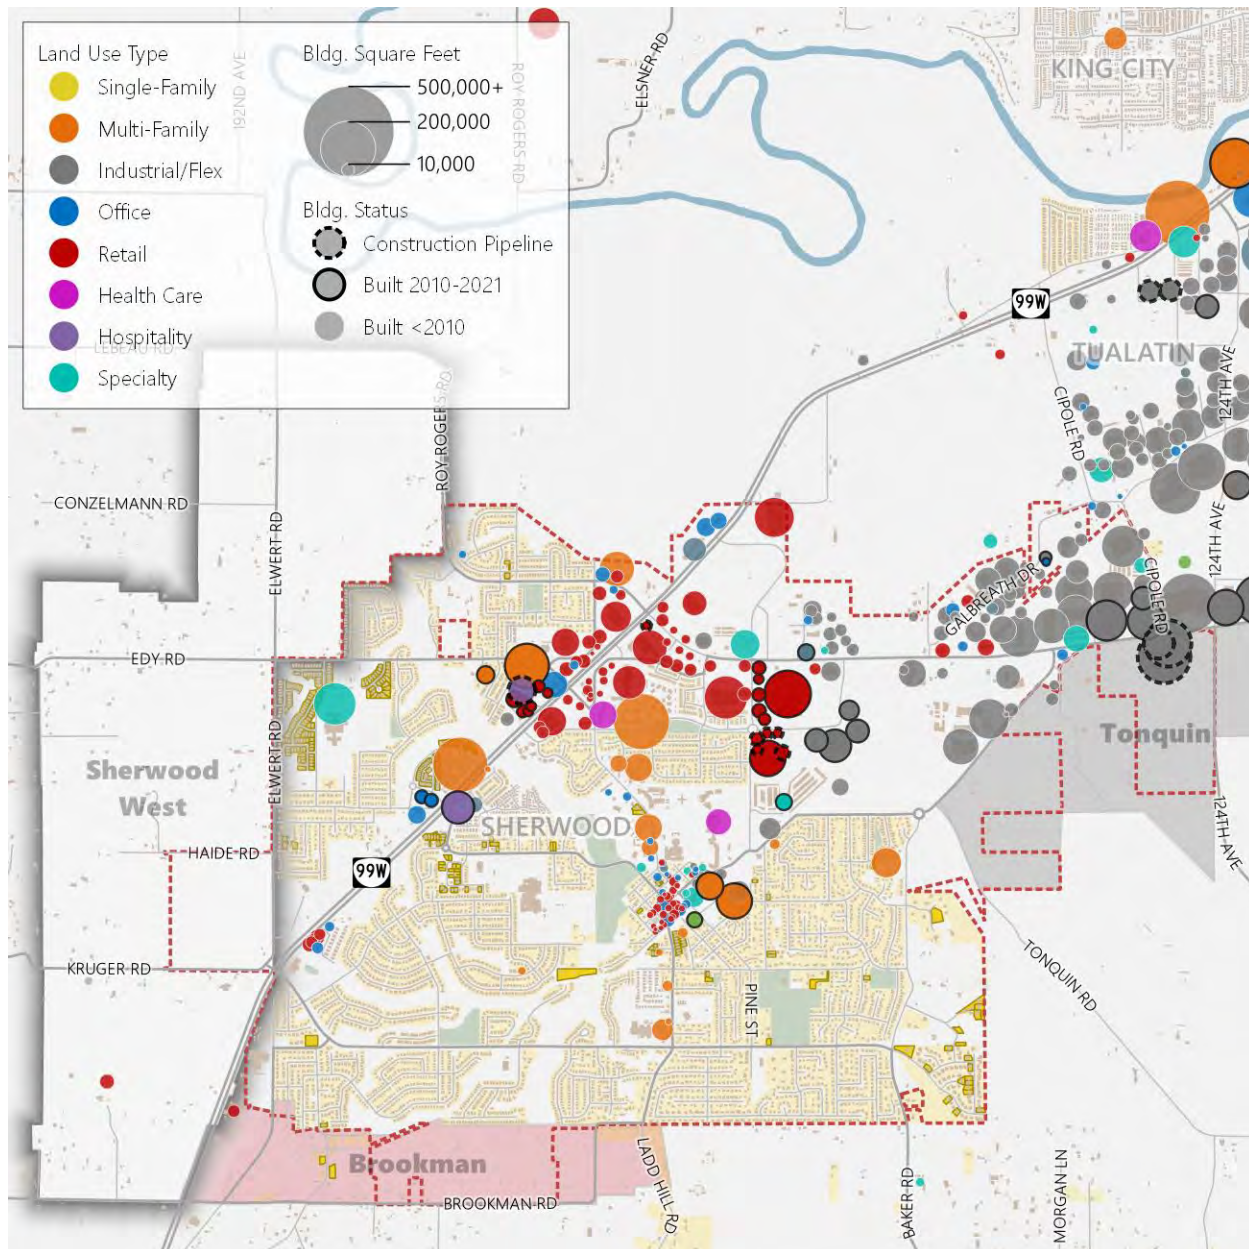 Land Use Type
Single-Family
Multi-Family
Industrial/Flex
Office
Retail
Health Care
Hospitality
Specialty
Bldg. Square Feet
500,000+
200,000
10,000
Bldg. Status
Construction Pipeline
Built 2010-2021
Built <2010
192ND AVE
ROY ROGERS RD
ELSNER RD
KING CITY
99W
LEBEAU RD
TUALATIN
124TH AVE
CIPOLE RD
ROY ROGERS RD
CONZELMANN RD
ELWERT RD
124TH AVE
GALBREATH DR
CIPOLE RD
EDY RD
ELWERT RD
Tonquin
Sherwood
West
124TH AVE
SHERWOOD
HAIDE RD
99W
KRUGER RD
PINE ST
TONQUIN RD
Brookman
LADD HILL RD
BROOKMAN RD
BAKER RD
MORGAN LN